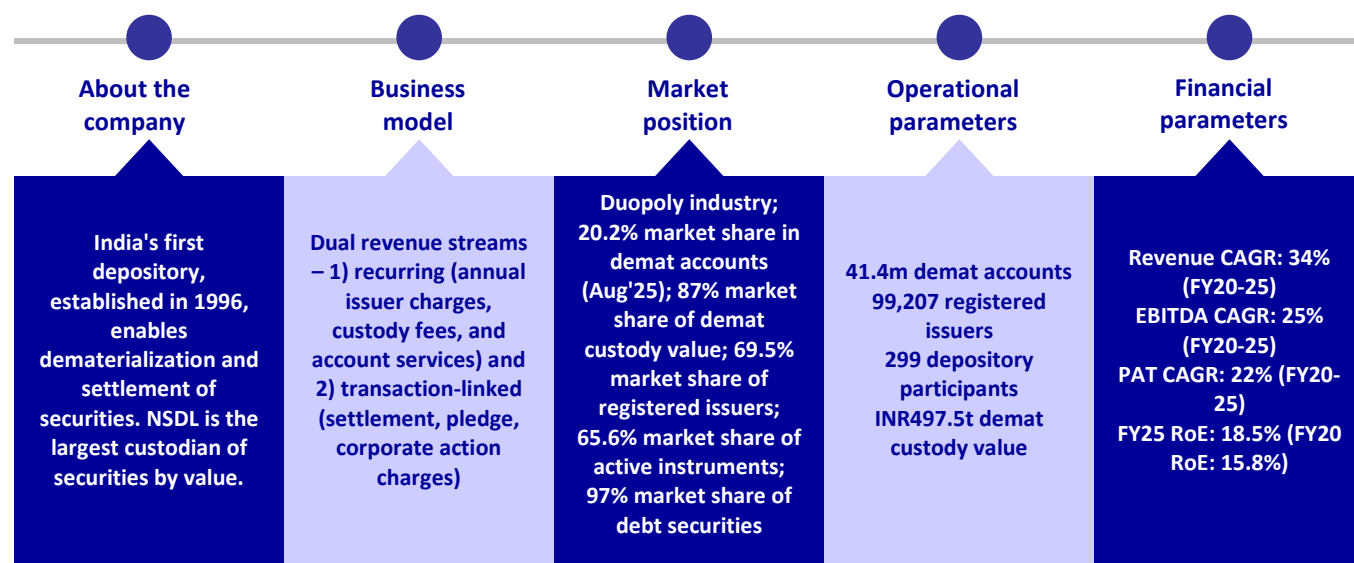 About the
company
Business
model
Market
position
Operational
parameters
Financial
parameters
India's first
depository,
established in 1996,
enables
dematerialization and
settlement of
securities. NSDL is the
largest custodian of
securities by value.
Dual revenue streams
– 1) recurring (annual
issuer charges,
custody fees, and
account services) and
2) transaction-linked
(settlement, pledge,
corporate action
charges)
Duopoly industry;
20.2% market share in
demat accounts
(Aug'25); 87% market
share of demat
custody value; 69.5%
market share of
registered issuers;
65.6% market share of
active instruments;
97% market share of
debt securities
41.4m demat accounts
99,207 registered
issuers
299 depository
participants
INR497.5t demat
custody value
Revenue CAGR: 34%
(FY20-25)
EBITDA CAGR: 25%
(FY20-25)
PAT CAGR: 22% (FY20-
25)
FY25 RoE: 18.5% (FY20
RoE: 15.8%)